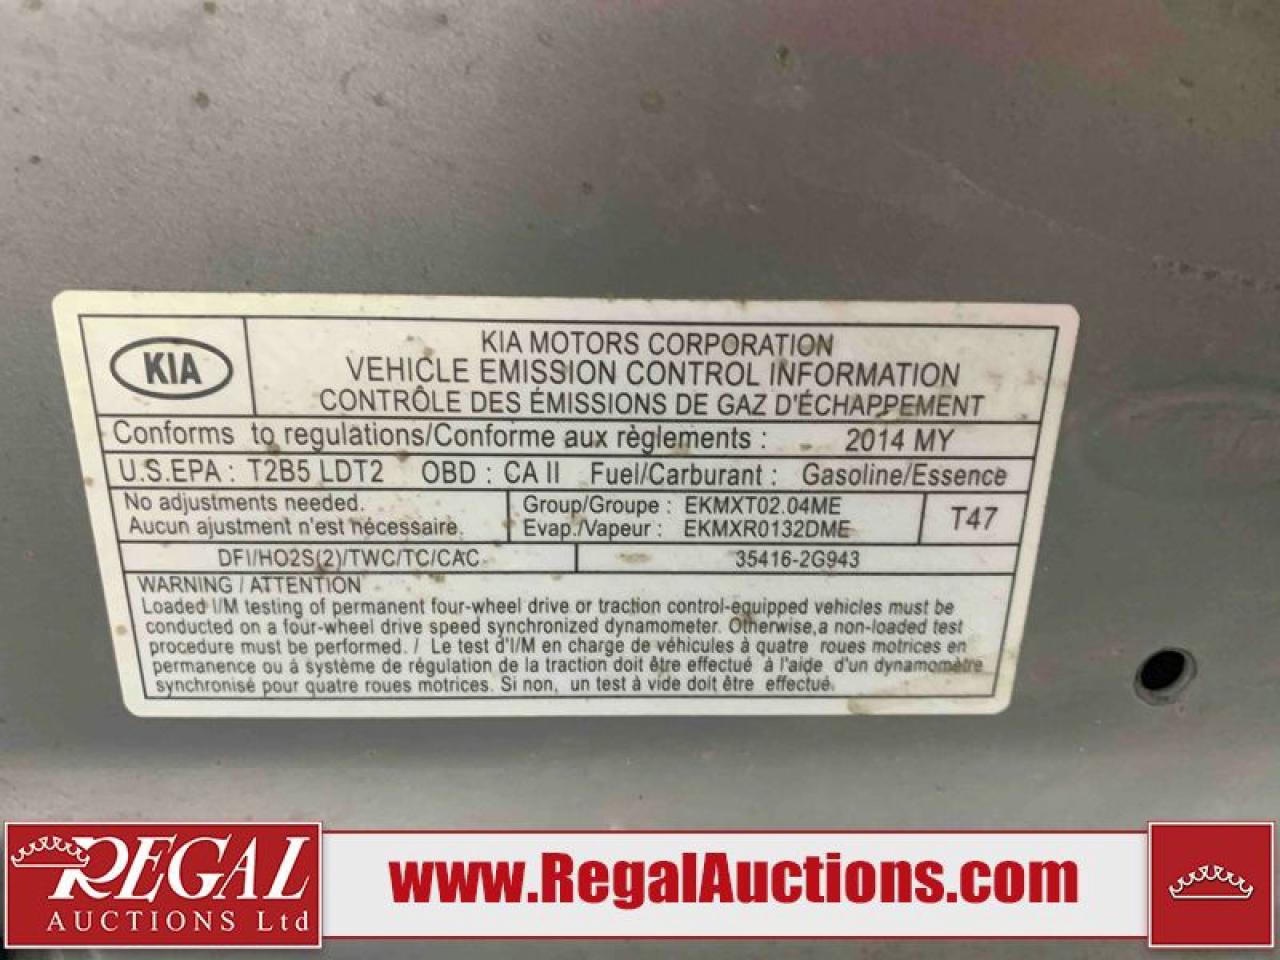 KIA
KIA MOTORS CORPORATION
VEHICLE EMISSION CONTROL INFORMATION
CONTRÔLE DES ÉMISSIONS DE GAZ D'ÉCHAPPEMENT
Conforms to regulations/Conforme aux règlements : 2014 MY
U.S.EPA : T2B5 LDT2 OBD : CA II Fuel/Carburant : Gasoline/Essence
No adjustments needed.
Aucun ajustment n'est nécessaire.
Group/Groupe : EKMXT02.04ME
Evap./Vapeur : EKMXR0132DME
T47
DFI/HO2S(2)/TWC/TC/CAC
35416-2G943
WARNING / ATTENTION
Loaded I/M testing of permanent four-wheel drive or traction control-equipped vehicles must be
conducted on a four-wheel drive speed synchronized dynamometer. Otherwise,a non-loaded test
procedure must be performed. / Le test d'I/M en charge de véhicules à quatre roues motrices en
permanence ou á système de régulation de la traction doit être effectué à l'aide d'un dynamomètre
synchronisé pour quatre roues motrices. Si non, un test à vide doit être effectué.
REGAL
AUCTIONS Ltd
www.RegalAuctions.com